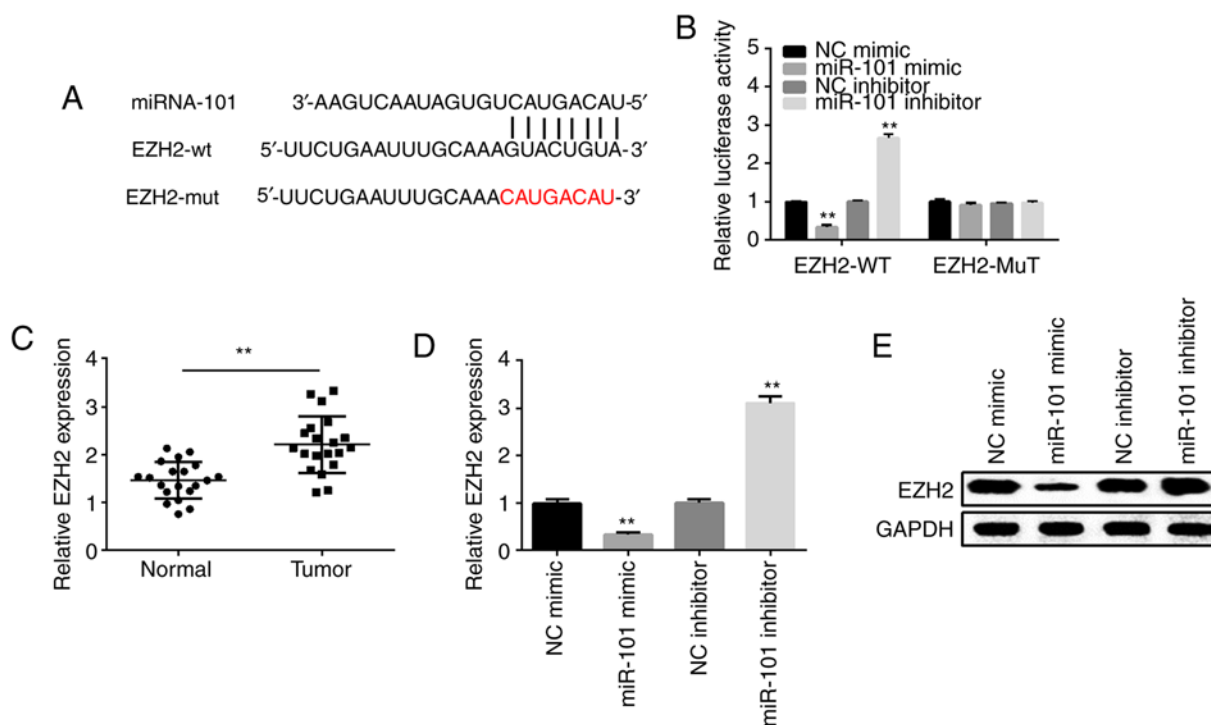 A
miRNA-101 3′-AAGUCAAUAGUGUCAUGACAU-5′
EZH2-wt 5′-UUCUGAAUUUGCAAAGUACUGUA-3′
EZH2-mut 5′-UUCUGAAUUUGCAAACAUGACAU-3′
B
Relative luciferase activity
5
4
3
2
1
0
NC mimic
miR-101 mimic
NC inhibitor
miR-101 inhibitor
**
**
EZH2-WT EZH2-MuT
C
Relative EZH2 expression
4
3
2
1
0
**
Normal Tumor
D
Relative EZH2 expression
4
3
2
1
0
**
**
NC mimic
miR-101 mimic
NC inhibitor
miR-101 inhibitor
E
NC mimic
miR-101 mimic
NC inhibitor
miR-101 inhibitor
EZH2
GAPDH